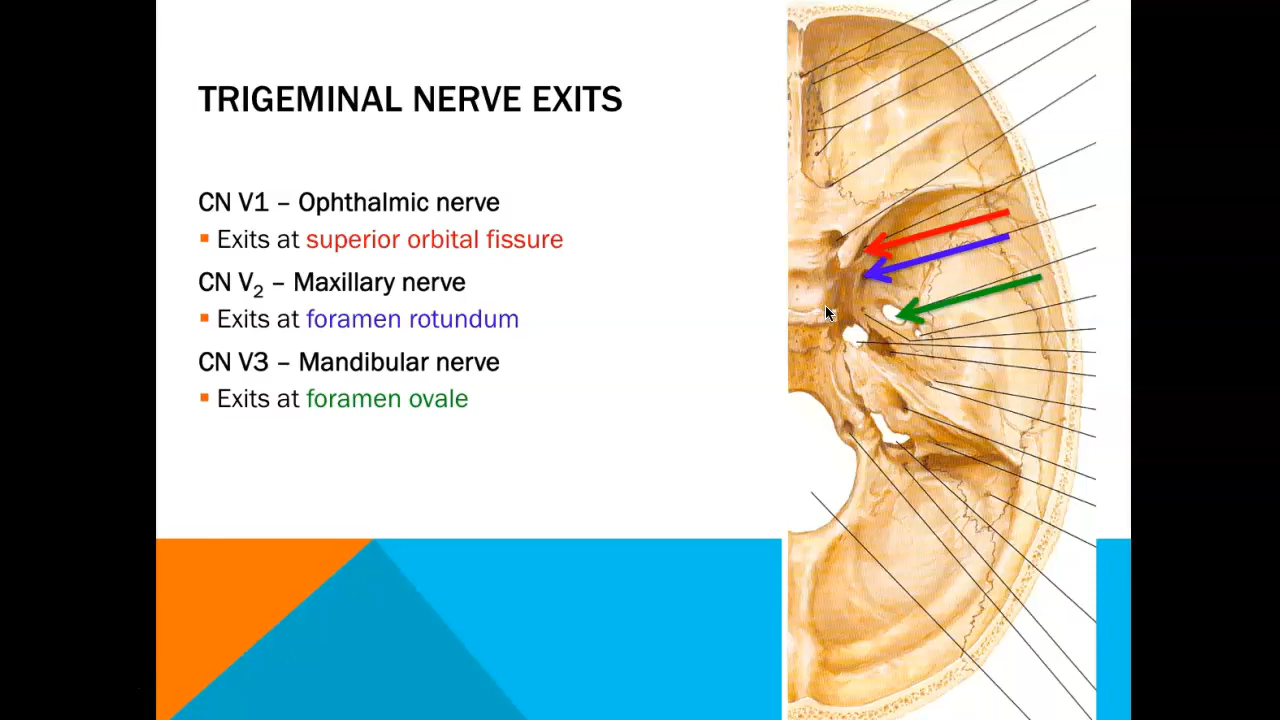 TRIGEMINAL NERVE EXITS
CN V1 – Ophthalmic nerve
▪ Exits at superior orbital fissure
CN V₂ – Maxillary nerve
▪ Exits at foramen rotundum
CN V3 – Mandibular nerve
▪ Exits at foramen ovale